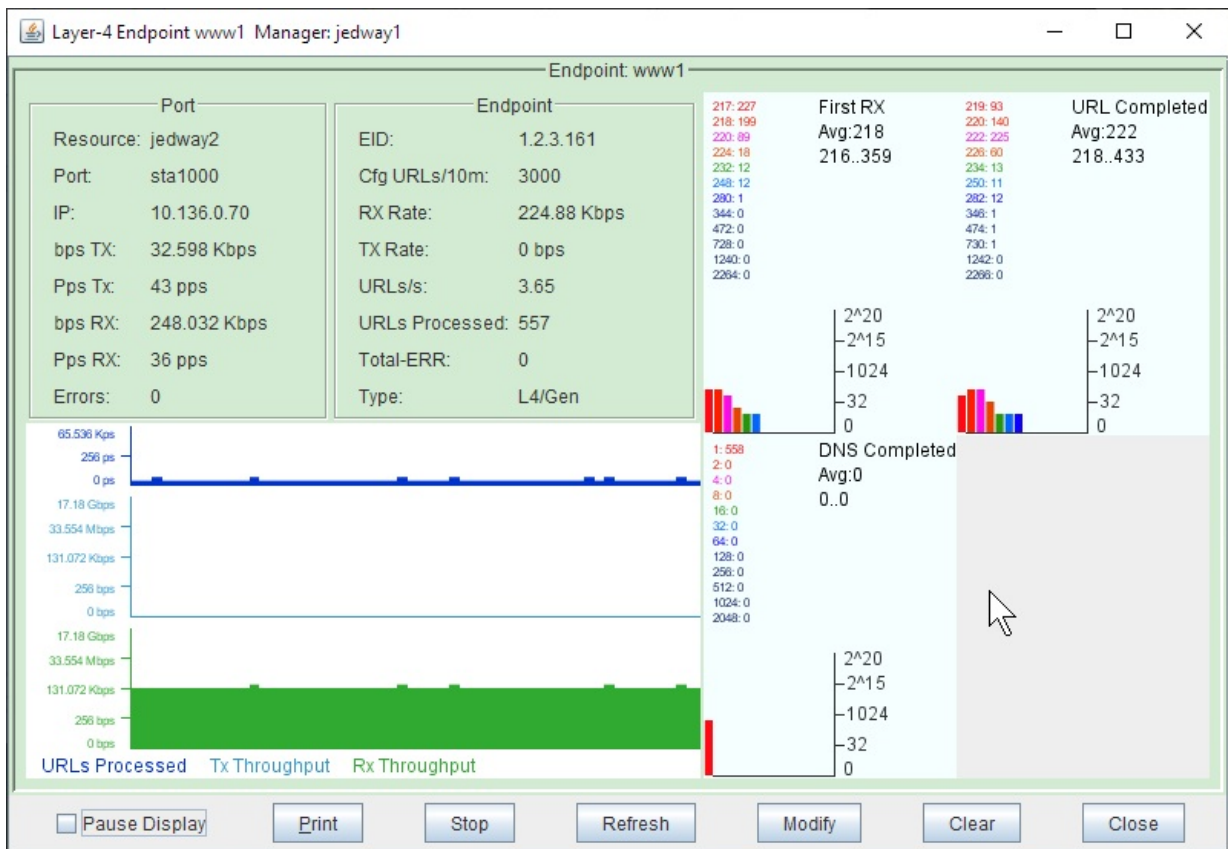 Layer-4 Endpoint www1 Manager: jedway1
Endpoint: www1
Port
Resource: jedway2
Port: sta1000
IP: 10.136.0.70
bps TX: 32.598 Kbps
Pps Tx: 43 pps
bps RX: 248.032 Kbps
Pps RX: 36 pps
Errors: 0
Endpoint
EID: 1.2.3.161
Cfg URLs/10m: 3000
RX Rate: 224.88 Kbps
TX Rate: 0 bps
URLs/s: 3.65
URLs Processed: 557
Total-ERR: 0
Type: L4/Gen
217: 227
218: 199
220: 89
224: 18
232: 12
248: 12
280: 1
344: 0
472: 0
728: 0
1240: 0
2264: 0
First RX
Avg:218
216..359
2^20
2^15
1024
32
0
219: 93
220: 140
222: 225
226: 60
234: 13
250: 11
282: 12
346: 1
474: 1
730: 1
1242: 0
2266: 0
URL Completed
Avg:222
218..433
2^20
2^15
1024
32
0
65.536 Kps
256 ps
0 ps
17.18 Gbps
33.554 Mbps
131.072 Kbps
256 bps
0 bps
17.18 Gbps
33.554 Mbps
131.072 Kbps
256 bps
0 bps
URLs Processed Tx Throughput Rx Throughput
1: 558
2: 0
4: 0
8: 0
16: 0
32: 0
64: 0
128: 0
256: 0
512: 0
1024: 0
2048: 0
DNS Completed
Avg:0
0..0
2^20
2^15
1024
32
0
Pause Display
Print
Stop
Refresh
Modify
Clear
Close